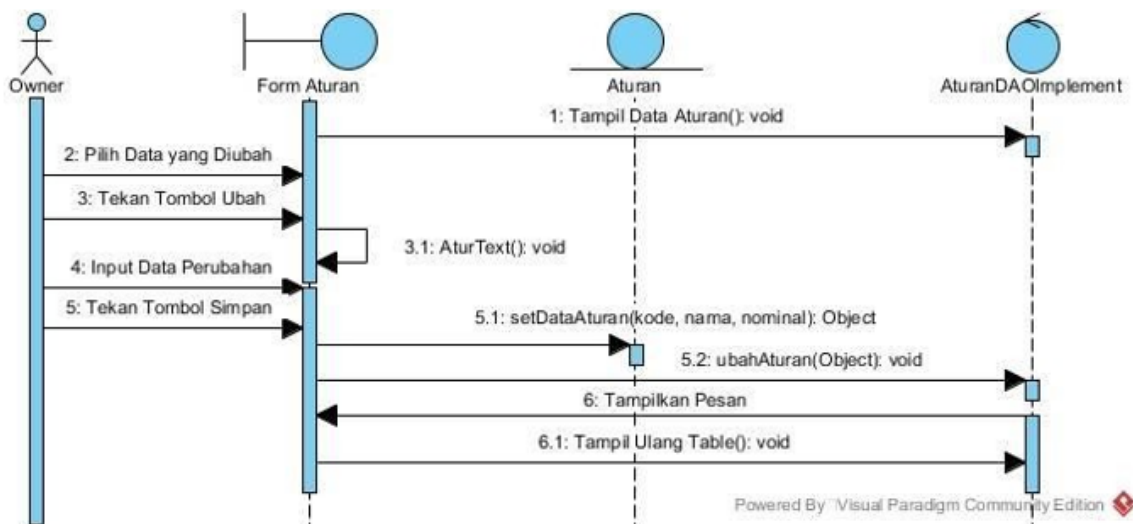 Owner
Form Aturan
Aturan
AturanDAOImplement
1: Tampil Data Aturan(): void
2: Pilih Data yang Diubah
3: Tekan Tombol Ubah
3.1: AturText(): void
4: Input Data Perubahan
5: Tekan Tombol Simpan
5.1: setDataAturan(kode, nama, nominal): Object
5.2: ubahAturan(Object): void
6: Tampilkan Pesan
6.1: Tampil Ulang Table(): void
Powered By Visual Paradigm Community Edition